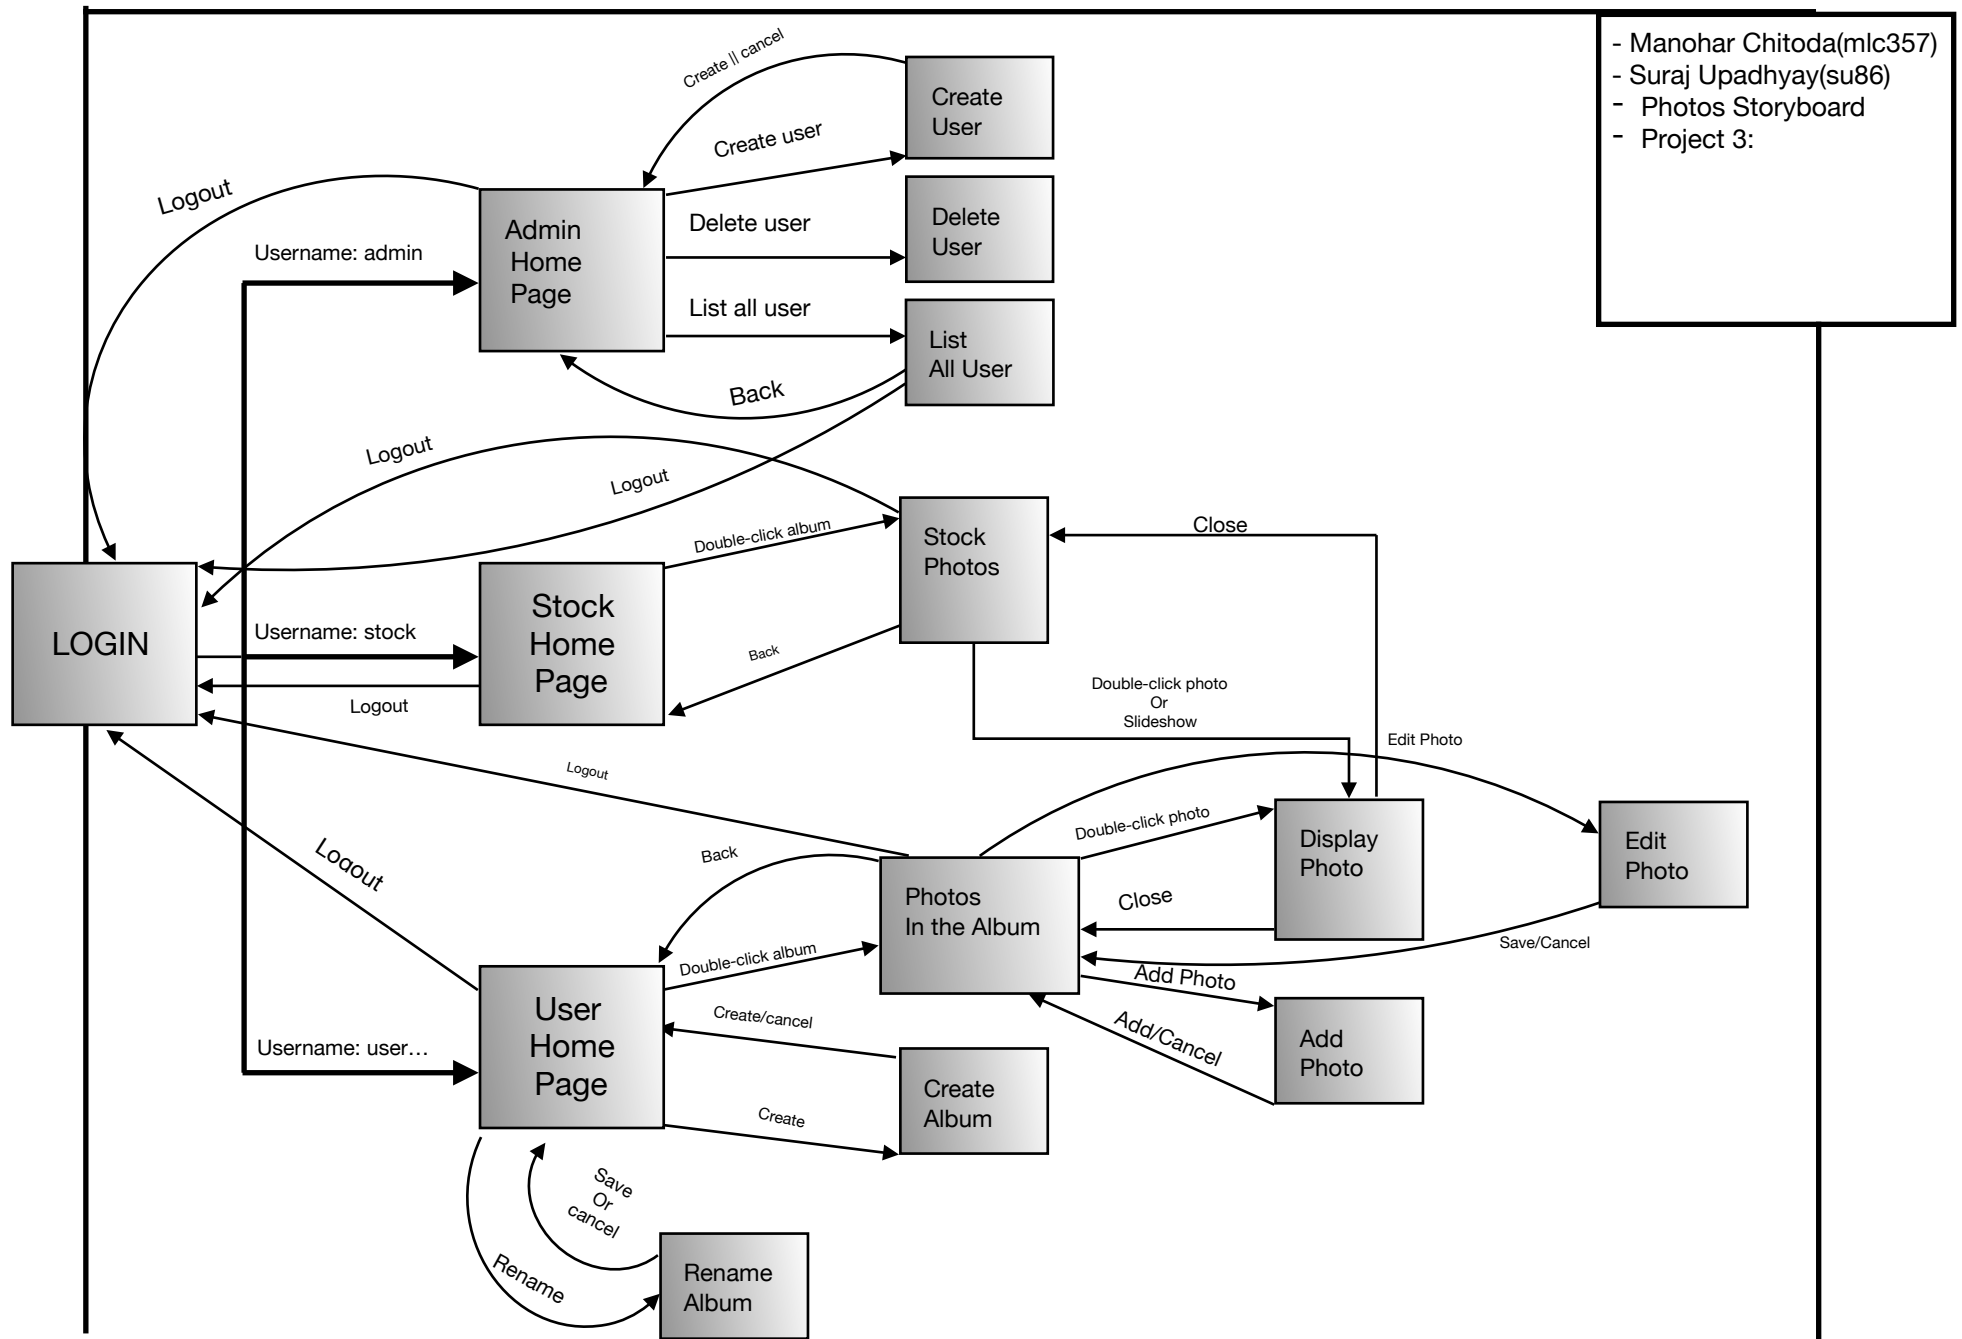 - Manohar Chitoda(mlc357)
- Suraj Upadhyay(su86)
- Photos Storyboard
- Project 3:
Create || cancel
Create
User
Create user
Logout
Delete
User
Delete user
Admin
Home
Page
Username: admin
List all user
List
All User
Back
Logout
Logout
Double-click album
Stock
Photos
Close
LOGIN
Username: stock
Stock
Home
Page
Back
Logout
Double-click photo
Or
Slideshow
Edit Photo
Logout
Double-click photo
Display
Photo
Edit
Photo
Logout
Back
Photos
In the Album
Close
Save/Cancel
Double-click album
Add Photo
User
Home
Page
Create/cancel
Add/Cancel
Add
Photo
Username: user...
Create
Album
Create
Save
Or
cancel
Rename
Rename
Album